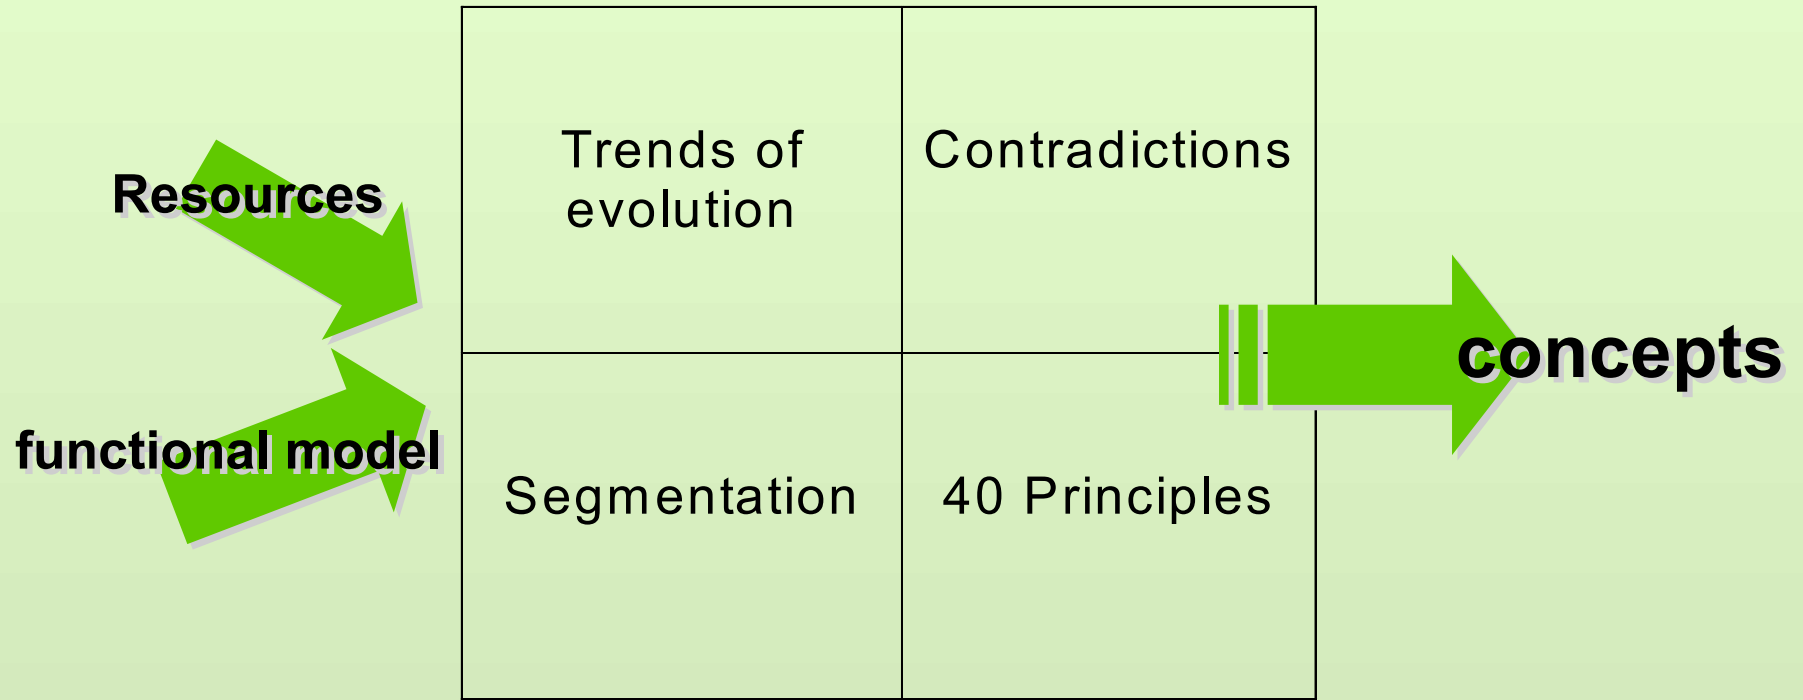 Resources
functional model
Trends of
evolution
Contradictions
Segmentation
40 Principles
concepts